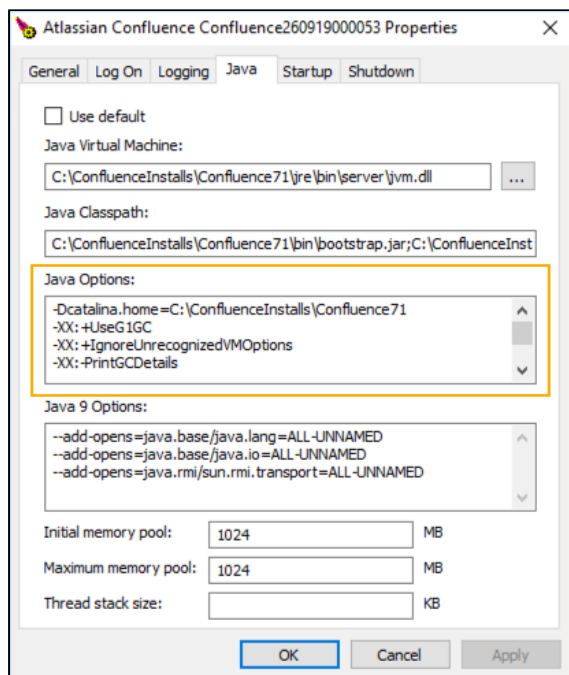 Atlassian Confluence Confluence260919000053 Properties
General Log On Logging Java Startup Shutdown
Use default
Java Virtual Machine:
C:\ConfluenceInstalls\Confluence71\jre\bin\server\jvm.dll ...
Java Classpath:
C:\ConfluenceInstalls\Confluence71\bin\bootstrap.jar;C:\ConfluenceInst
Java Options:
-Dcatalina.home=C:\ConfluenceInstalls\Confluence71
-XX:+UseG1GC
-XX:+IgnoreUnrecognizedVMOptions
-XX:-PrintGCDetails
Java 9 Options:
--add-opens=java.base/java.lang=ALL-UNNAMED
--add-opens=java.base/java.io=ALL-UNNAMED
--add-opens=java.rmi/sun.rmi.transport=ALL-UNNAMED
Initial memory pool: 1024 MB
Maximum memory pool: 1024 MB
Thread stack size: KB
OK Cancel Apply